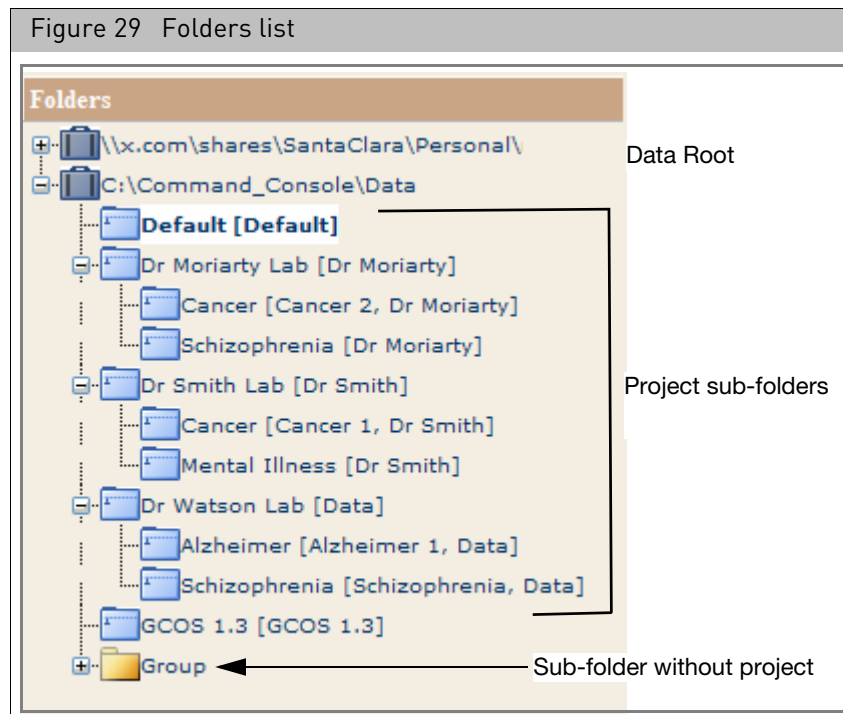 Figure 29 Folders list
Folders
\\x.com\shares\SantaClara\Personal\
Data Root
C:\Command_Console\Data
Default [Default]
Dr Moriarty Lab [Dr Moriarty]
Cancer [Cancer 2, Dr Moriarty]
Schizophrenia [Dr Moriarty]
Dr Smith Lab [Dr Smith]
Project sub-folders
Cancer [Cancer 1, Dr Smith]
Mental Illness [Dr Smith]
Dr Watson Lab [Data]
Alzheimer [Alzheimer 1, Data]
Schizophrenia [Schizophrenia, Data]
GCOS 1.3 [GCOS 1.3]
Group
Sub-folder without project